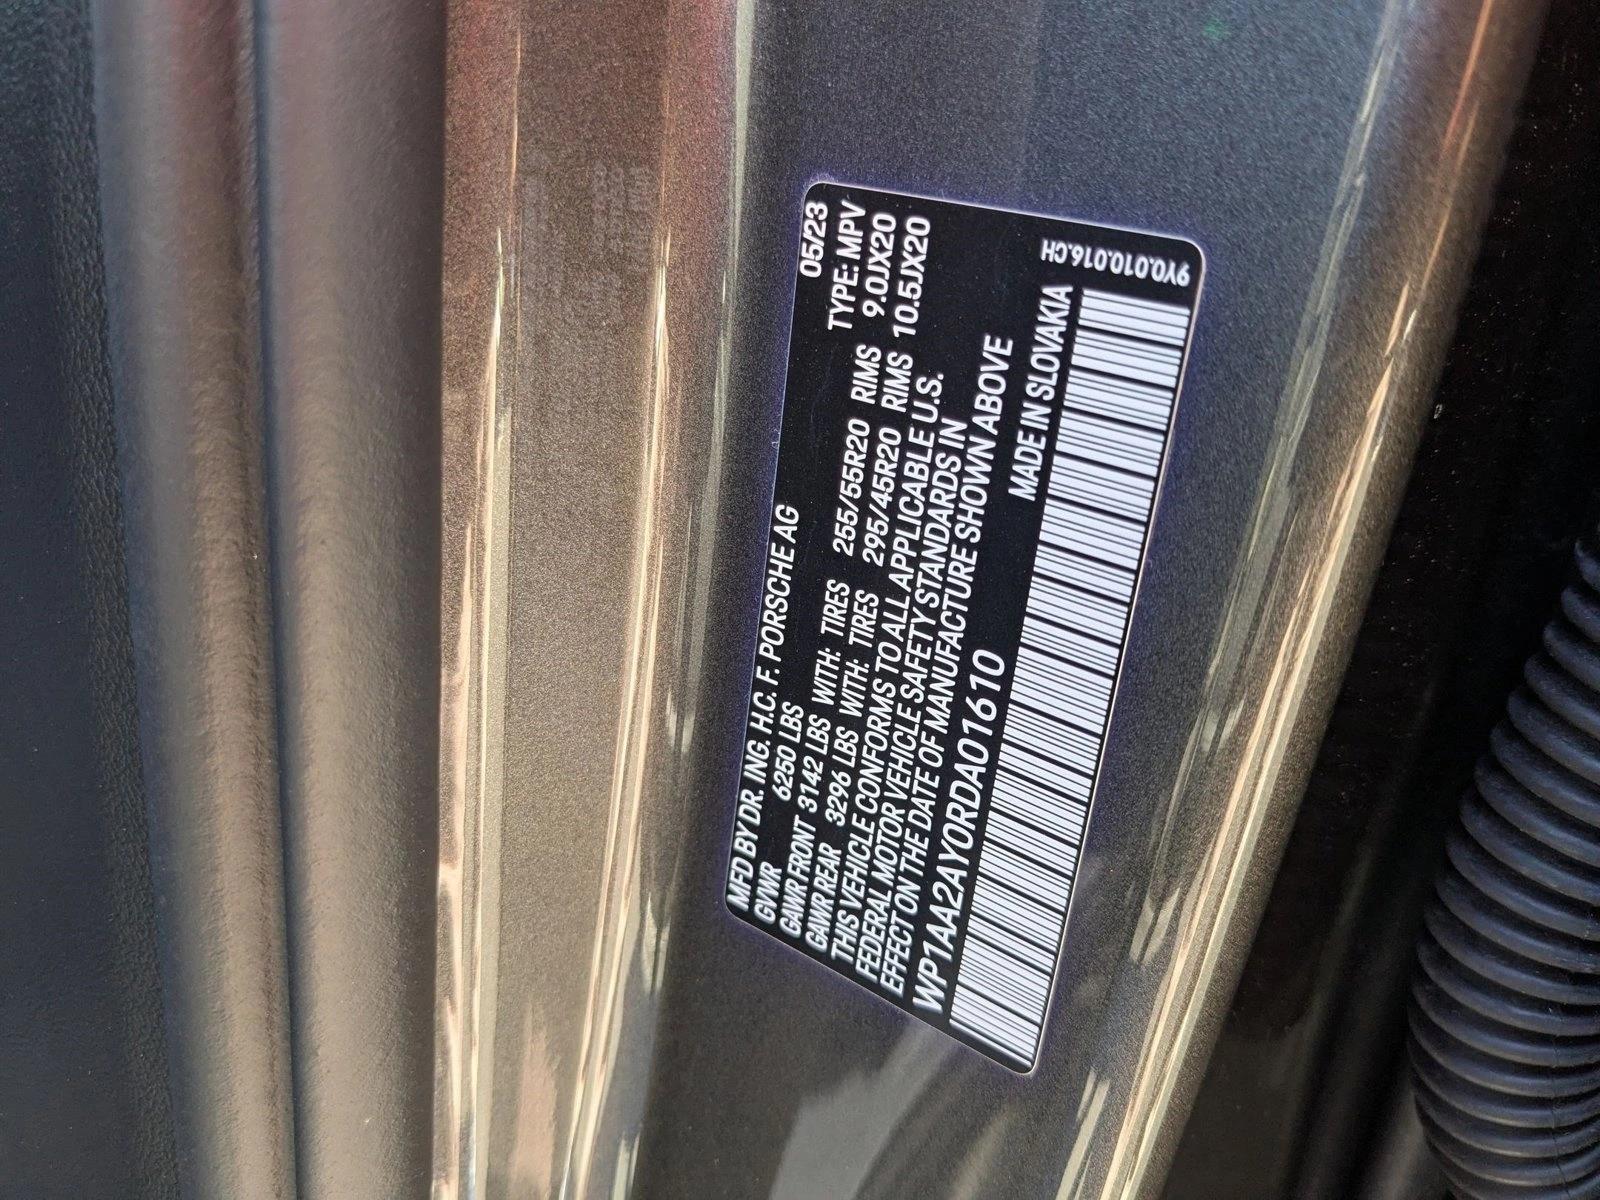 MFD BY DR. ING. H.C. F. PORSCHE AG 05/23
GVWR 6250 LBS TYPE: MPV
GAWR FRONT 3142 LBS WITH: TIRES 255/55R20 RIMS 9.0JX20
GAWR REAR 3296 LBS WITH: TIRES 295/45R20 RIMS 10.5JX20
THIS VEHICLE CONFORMS TO ALL APPLICABLE U.S.
FEDERAL MOTOR VEHICLE SAFETY STANDARDS IN
EFFECT ON THE DATE OF MANUFACTURE SHOWN ABOVE
WP1AA2AY0RDA01610 MADE IN SLOVAKIA
9Y0.010.016.CH